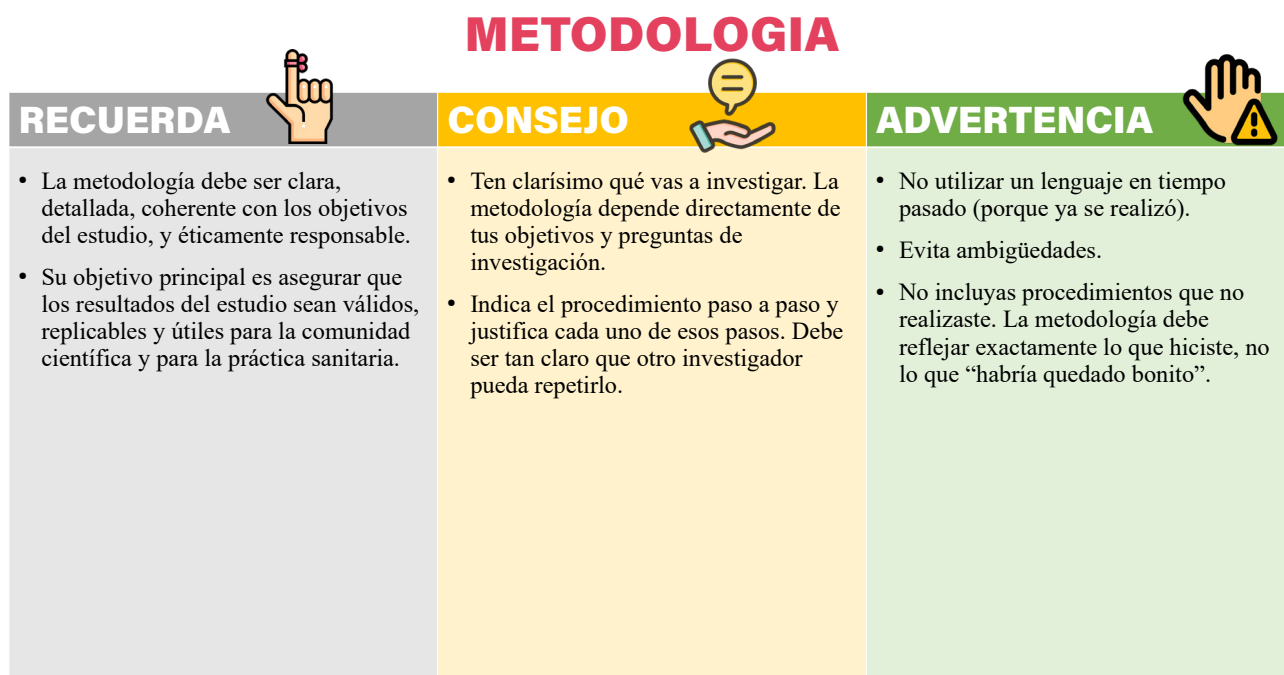 METODOLOGIA
RECUERDA
• La metodología debe ser clara,
detallada, coherente con los objetivos
del estudio, y éticamente responsable.
• Su objetivo principal es asegurar que
los resultados del estudio sean válidos,
replicables y útiles para la comunidad
científica y para la práctica sanitaria.
CONSEJO
• Ten clarísimo qué vas a investigar. La
metodología depende directamente de
tus objetivos y preguntas de
investigación.
• Indica el procedimiento paso a paso y
justifica cada uno de esos pasos. Debe
ser tan claro que otro investigador
pueda repetirlo.
ADVERTENCIA
• No utilizar un lenguaje en tiempo
pasado (porque ya se realizó).
• Evita ambigüedades.
• No incluyas procedimientos que no
realizaste. La metodología debe
reflejar exactamente lo que hiciste, no
lo que “habría quedado bonito”.